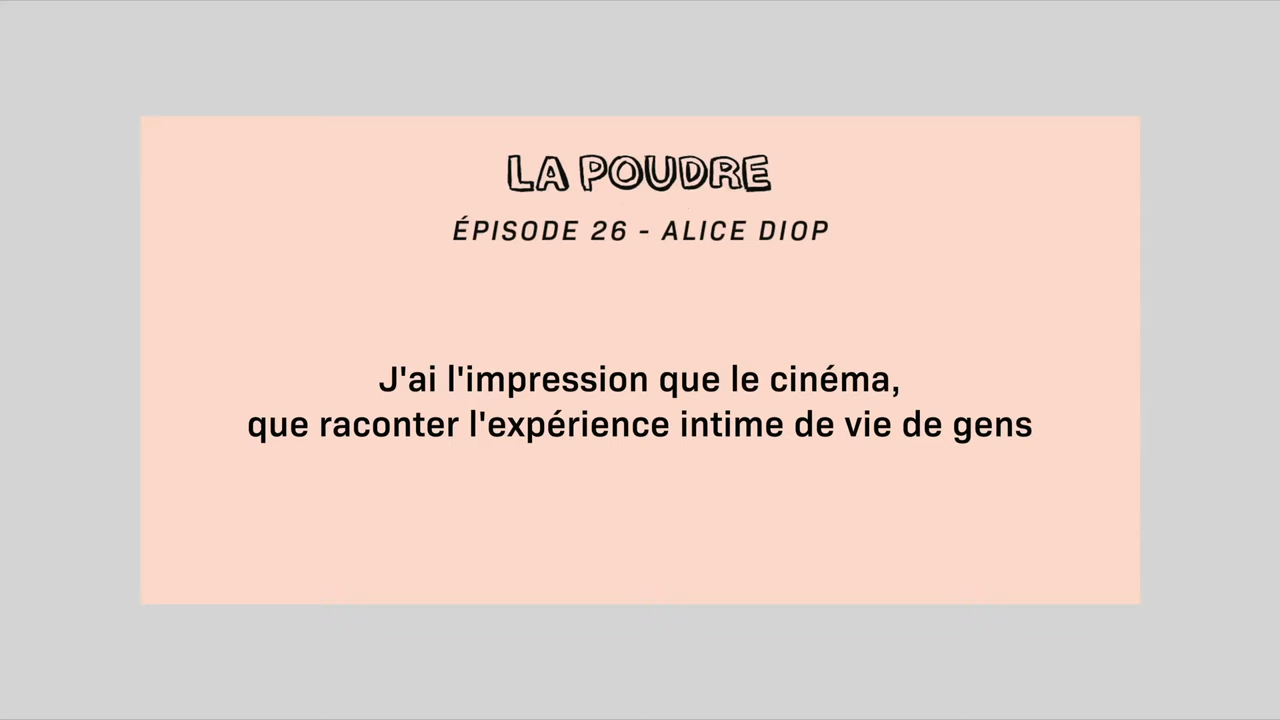 LA POUDRE
ÉPISODE 26 - ALICE DIOP
J'ai l'impression que le cinéma,
que raconter l'expérience intime de vie de gens